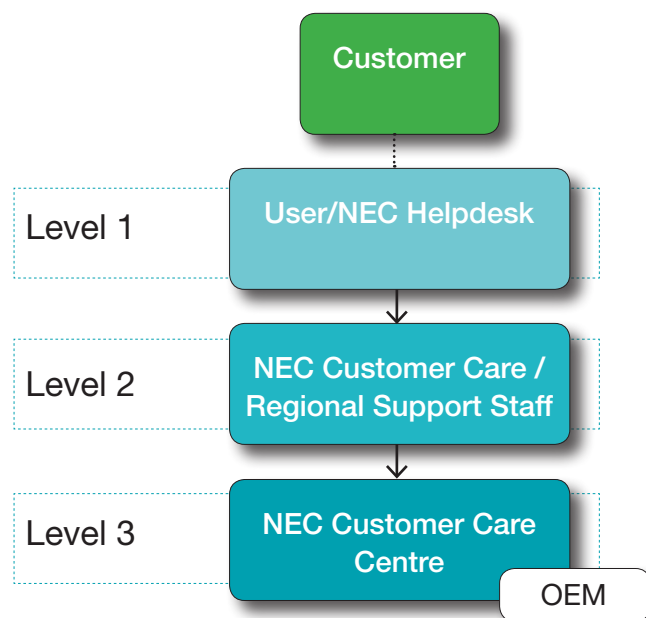 Customer
Level 1
User/NEC Helpdesk
Level 2
NEC Customer Care /
Regional Support Staff
Level 3
NEC Customer Care
Centre
OEM